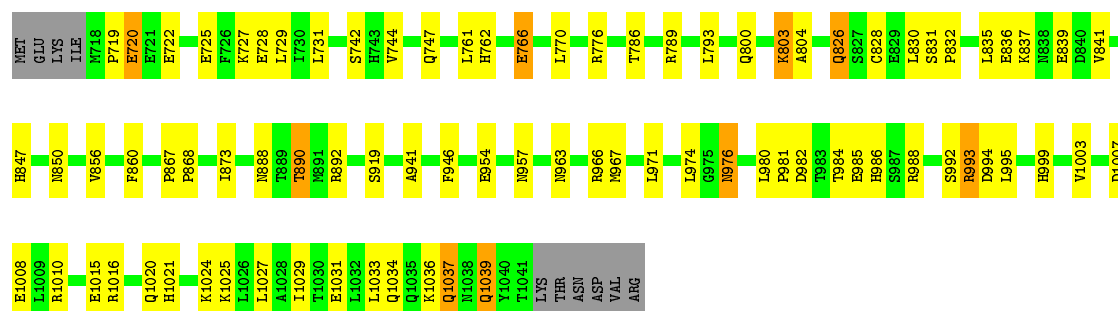 MET GLU LYS ILE M718 P719 E720 E721 E722 E725 F726 K727 E728 L729 I730 L731 S742 H743 V744 Q747 L761 H762 E766 L770 R776 T786 R789 L793 Q800 K803 A804 Q826 S827 C828 E829 L830 S831 P832 L835 E836 K837 N838 E839 D840 V841
H847 N850 V856 F860 P867 P868 I873 N888 T889 T890 M891 R892 S919 A941 F946 E954 N957 N963 R966 M967 L971 L974 G975 N976 L980 P981 D982 T983 T984 E985 H986 S987 R988 S992 R993 D994 L995 H999 V1003 D1007
E1008 L1009 R1010 E1015 R1016 Q1020 H1021 K1024 K1025 L1026 L1027 A1028 I1029 T1030 E1031 L1032 L1033 Q1034 Q1035 K1036 Q1037 N1038 Q1039 Y1040 T1041 LYS THR ASN ASP VAL ARG